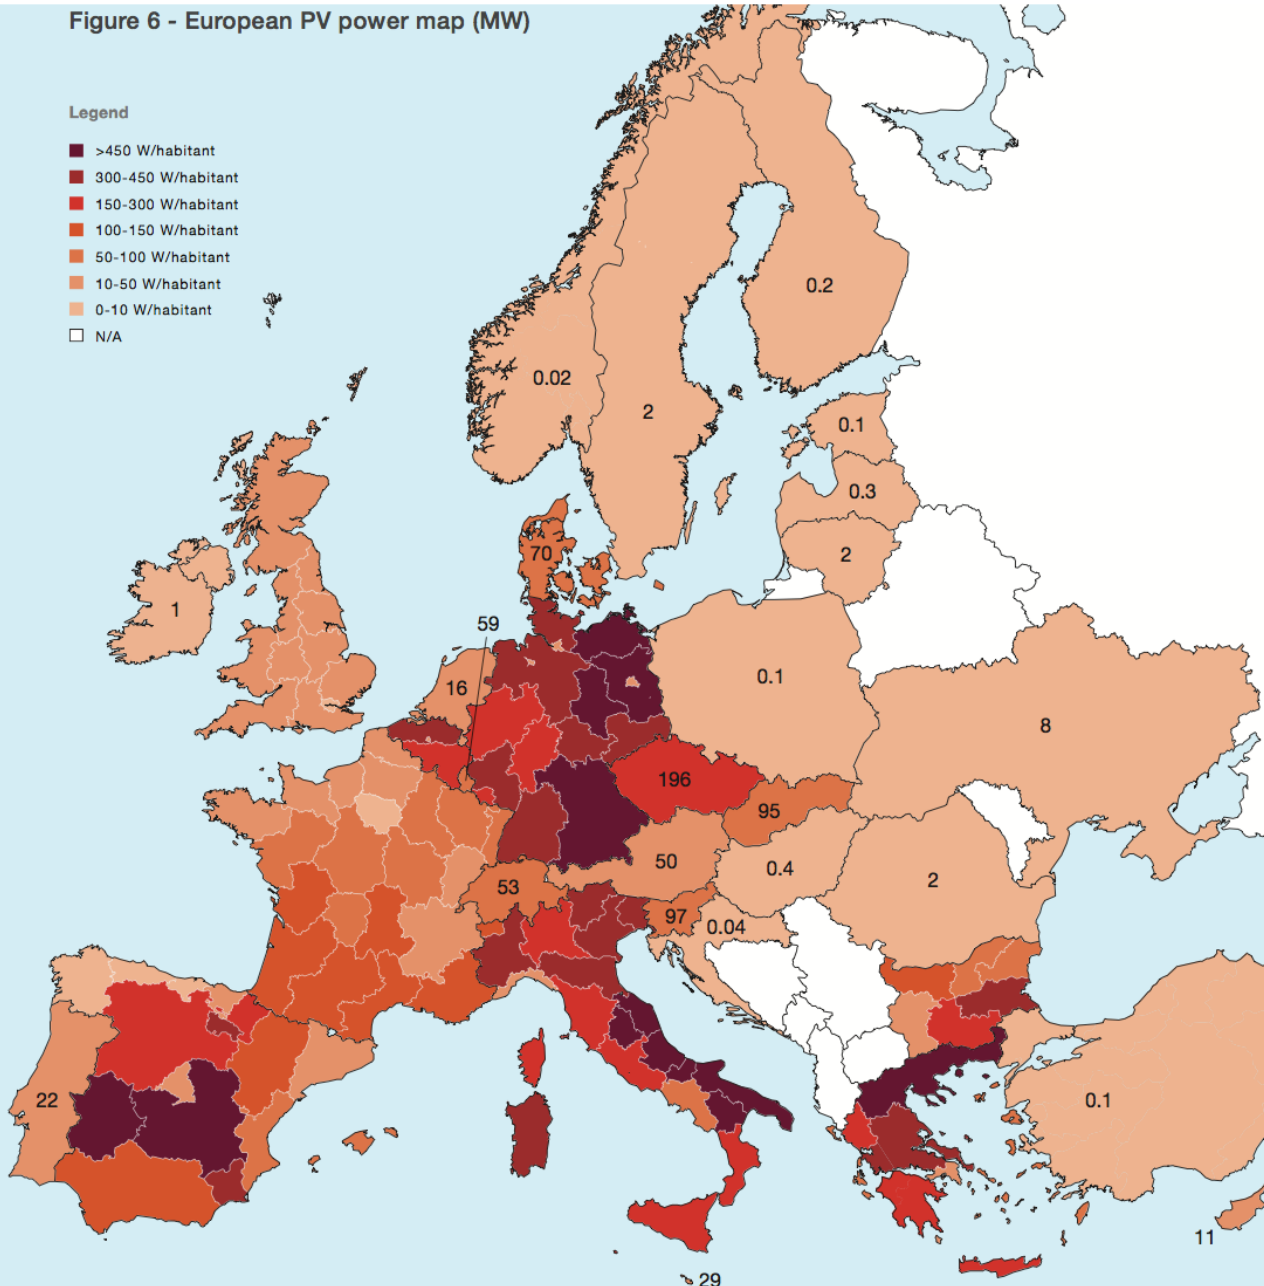 Figure 6 - European PV power map (MW)
Legend
>450 W/habitant
300-450 W/habitant
150-300 W/habitant
100-150 W/habitant
50-100 W/habitant
10-50 W/habitant
0-10 W/habitant
N/A
0.2
0.02
2
0.1
0.3
70
2
1
59
16
0.1
8
196
95
50
0.4
2
53
97
0.04
22
0.1
11
29